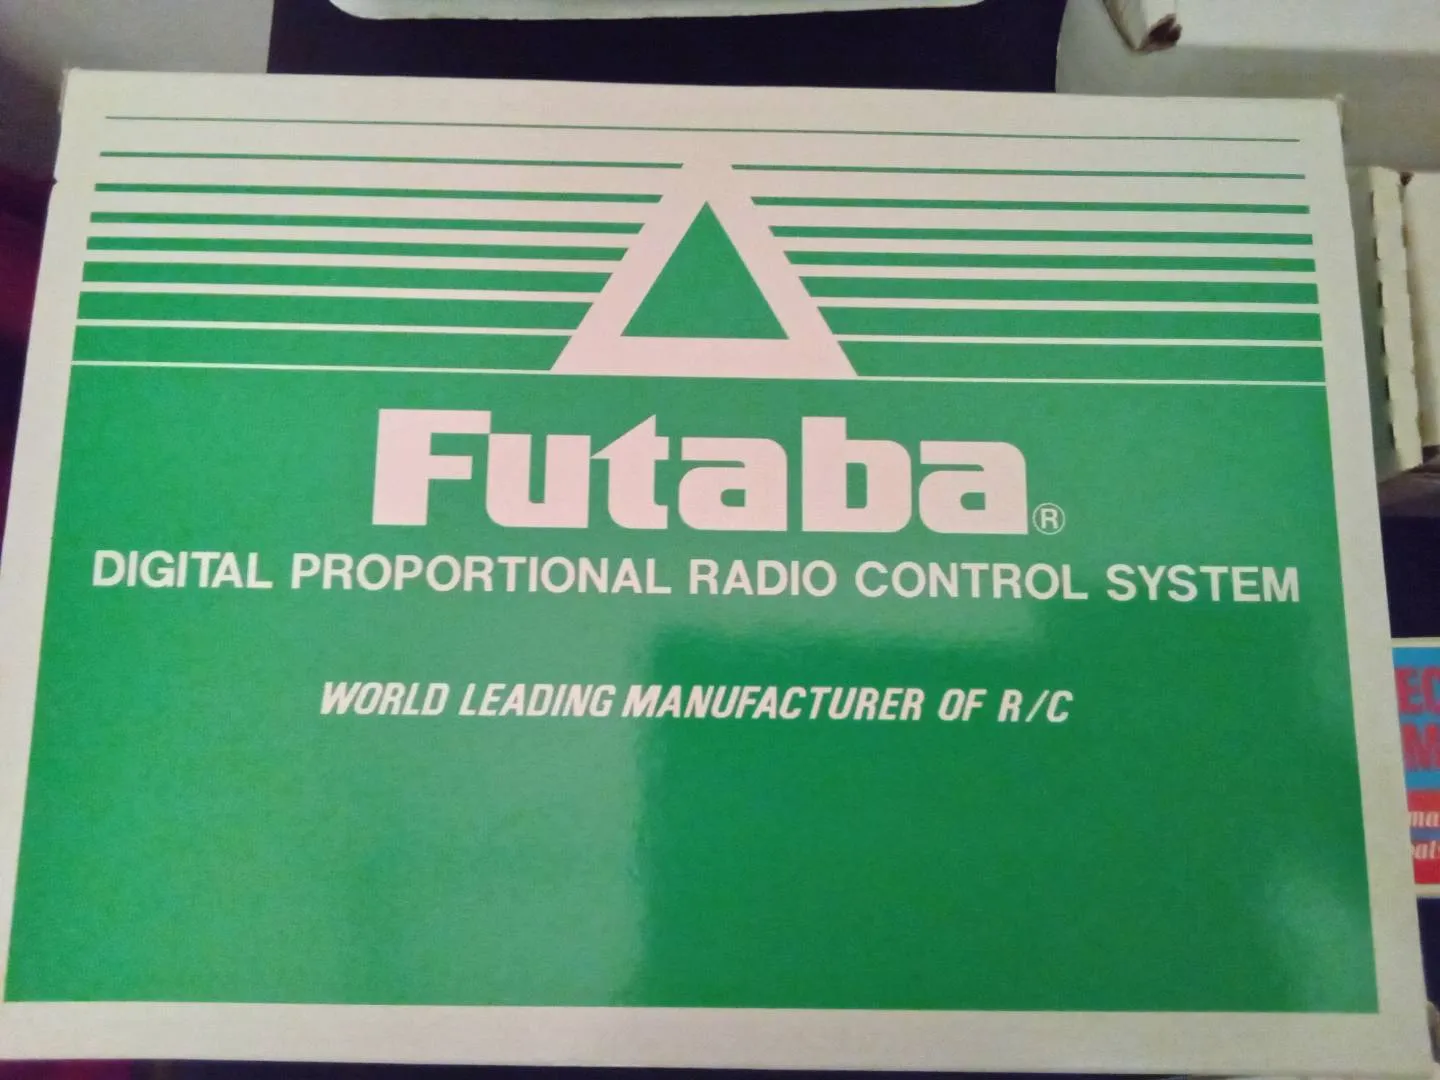 Futaba®
DIGITAL PROPORTIONAL RADIO CONTROL SYSTEM
WORLD LEADING MANUFACTURER OF R/C